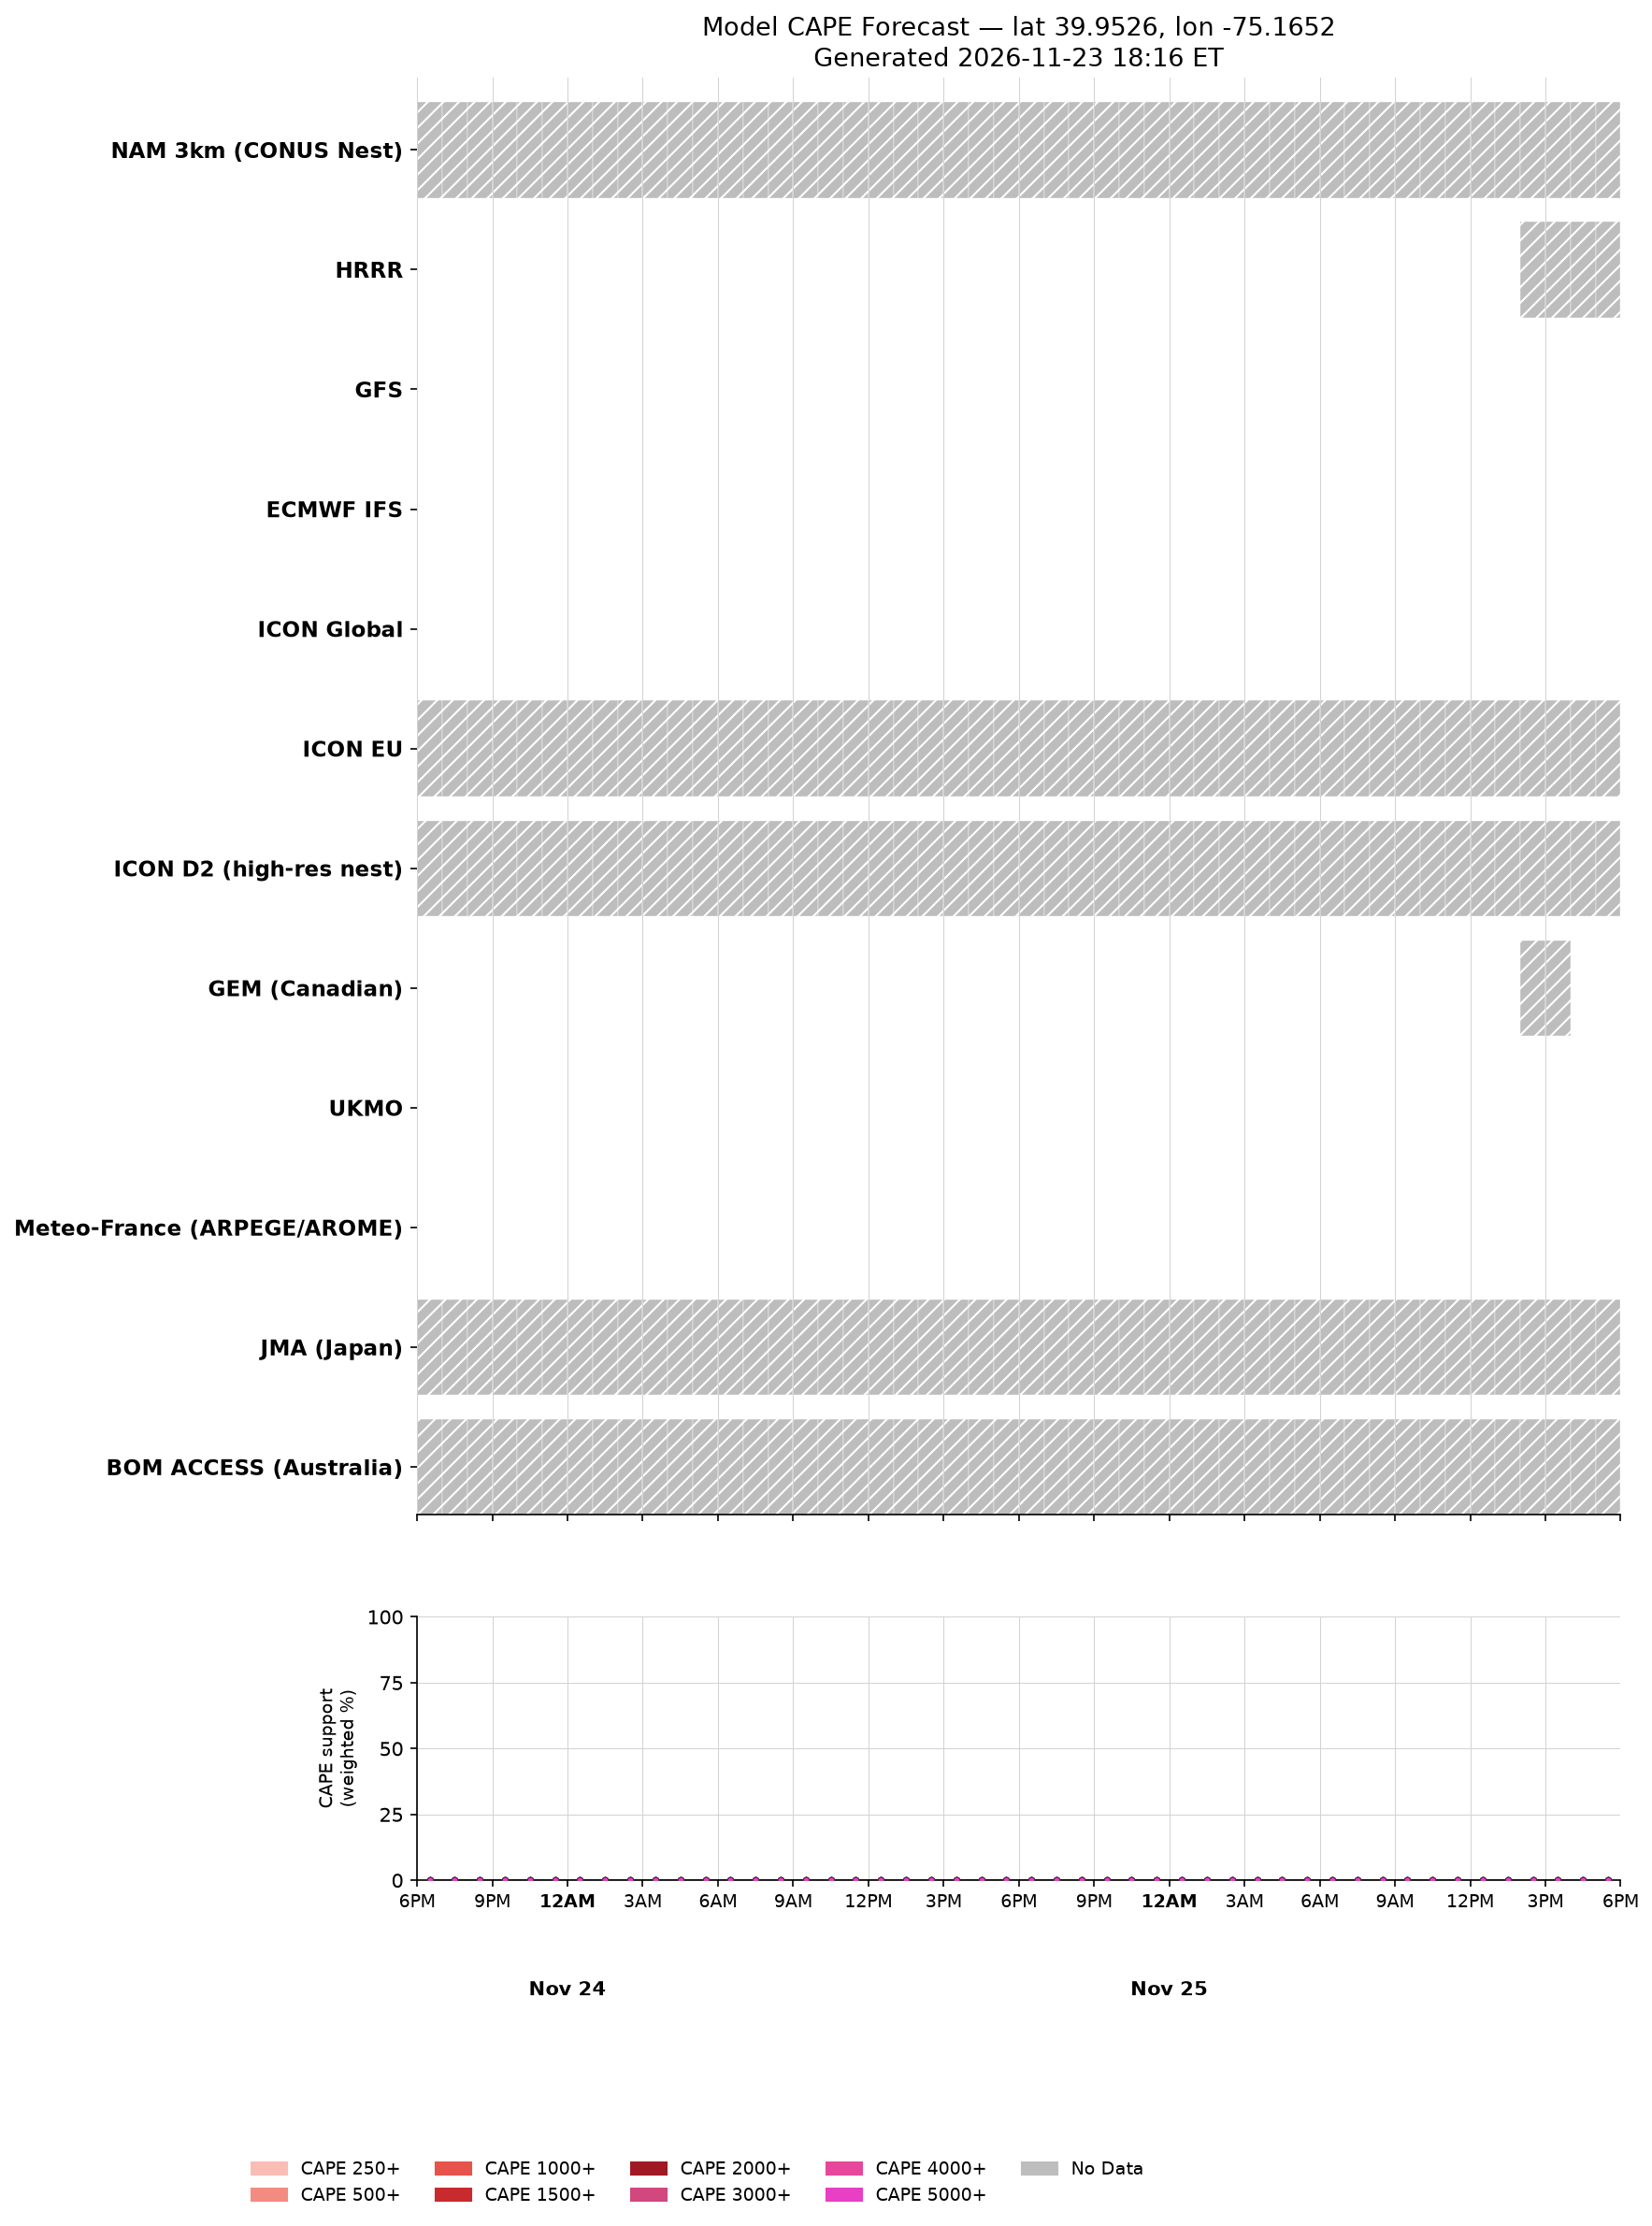 Model CAPE Forecast — lat 39.9526, lon -75.1652
Generated 2026-11-23 18:16 ET
NAM 3km (CONUS Nest)
HRRR
GFS
ECMWF IFS
ICON Global
ICON EU
ICON D2 (high-res nest)
GEM (Canadian)
UKMO
Meteo-France (ARPEGE/AROME)
JMA (Japan)
BOM ACCESS (Australia)
CAPE support
(weighted %)
100
75
50
25
0
6PM 9PM 12AM 3AM 6AM 9AM 12PM 3PM 6PM 9PM 12AM 3AM 6AM 9AM 12PM 3PM 6PM
Nov 24 Nov 25
CAPE 250+ CAPE 1000+ CAPE 2000+ CAPE 4000+ No Data
CAPE 500+ CAPE 1500+ CAPE 3000+ CAPE 5000+